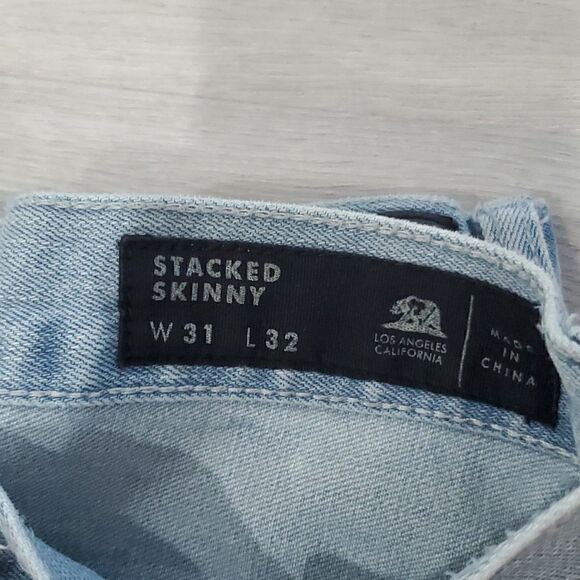 STACKED
SKINNY
W 31 L 32
LOS ANGELES
CALIFORNIA
MADE
IN
CHINA